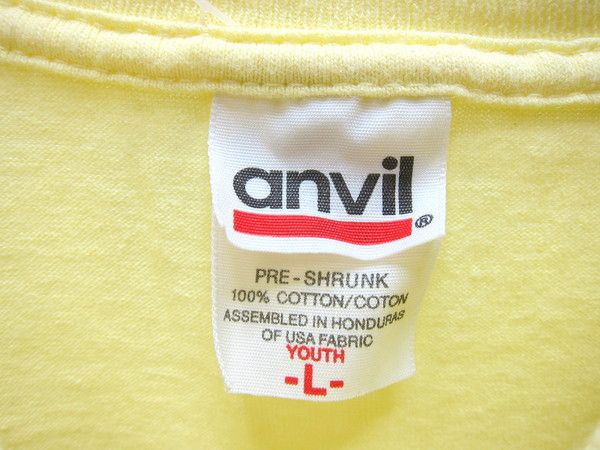 anvil®
PRE-SHRUNK
100% COTTON/COTON
ASSEMBLED IN HONDURAS
OF USA FABRIC
YOUTH
-L-